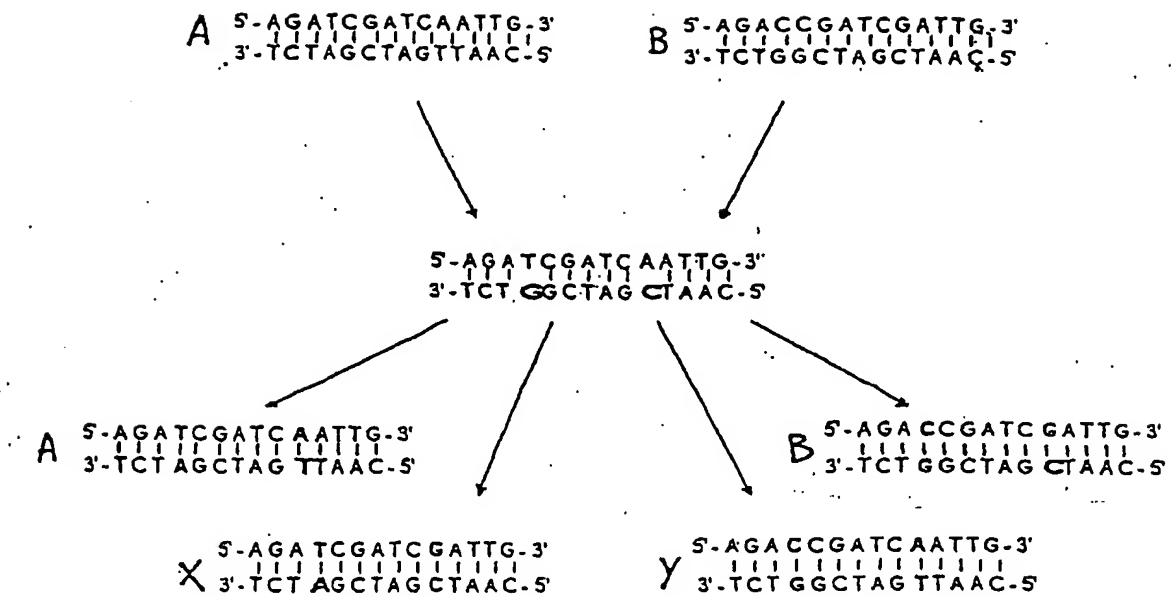 A 5'-AGATCGATCAATTG-3'
3'-TCTAGCTAGTTAAC-5'
B 5'-AGACCGATCGATTG-3'
3'-TCTGGCTAGCTAAC-5'
5'-AGATCGATCAATTG-3'
3'-TCTGGCTAGCTAAC-5'
A 5'-AGATCGATCAATTG-3'
3'-TCTAGCTAGTTAAC-5'
B 5'-AGACCGATCGATTG-3'
3'-TCTGGCTAGCTAAC-5'
X 5'-AGATCGATCGATTG-3'
3'-TCTAGCTAGCTAAC-5'
Y 5'-AGACCGATCAATTG-3'
3'-TCTGGCTAGTTAAC-5'